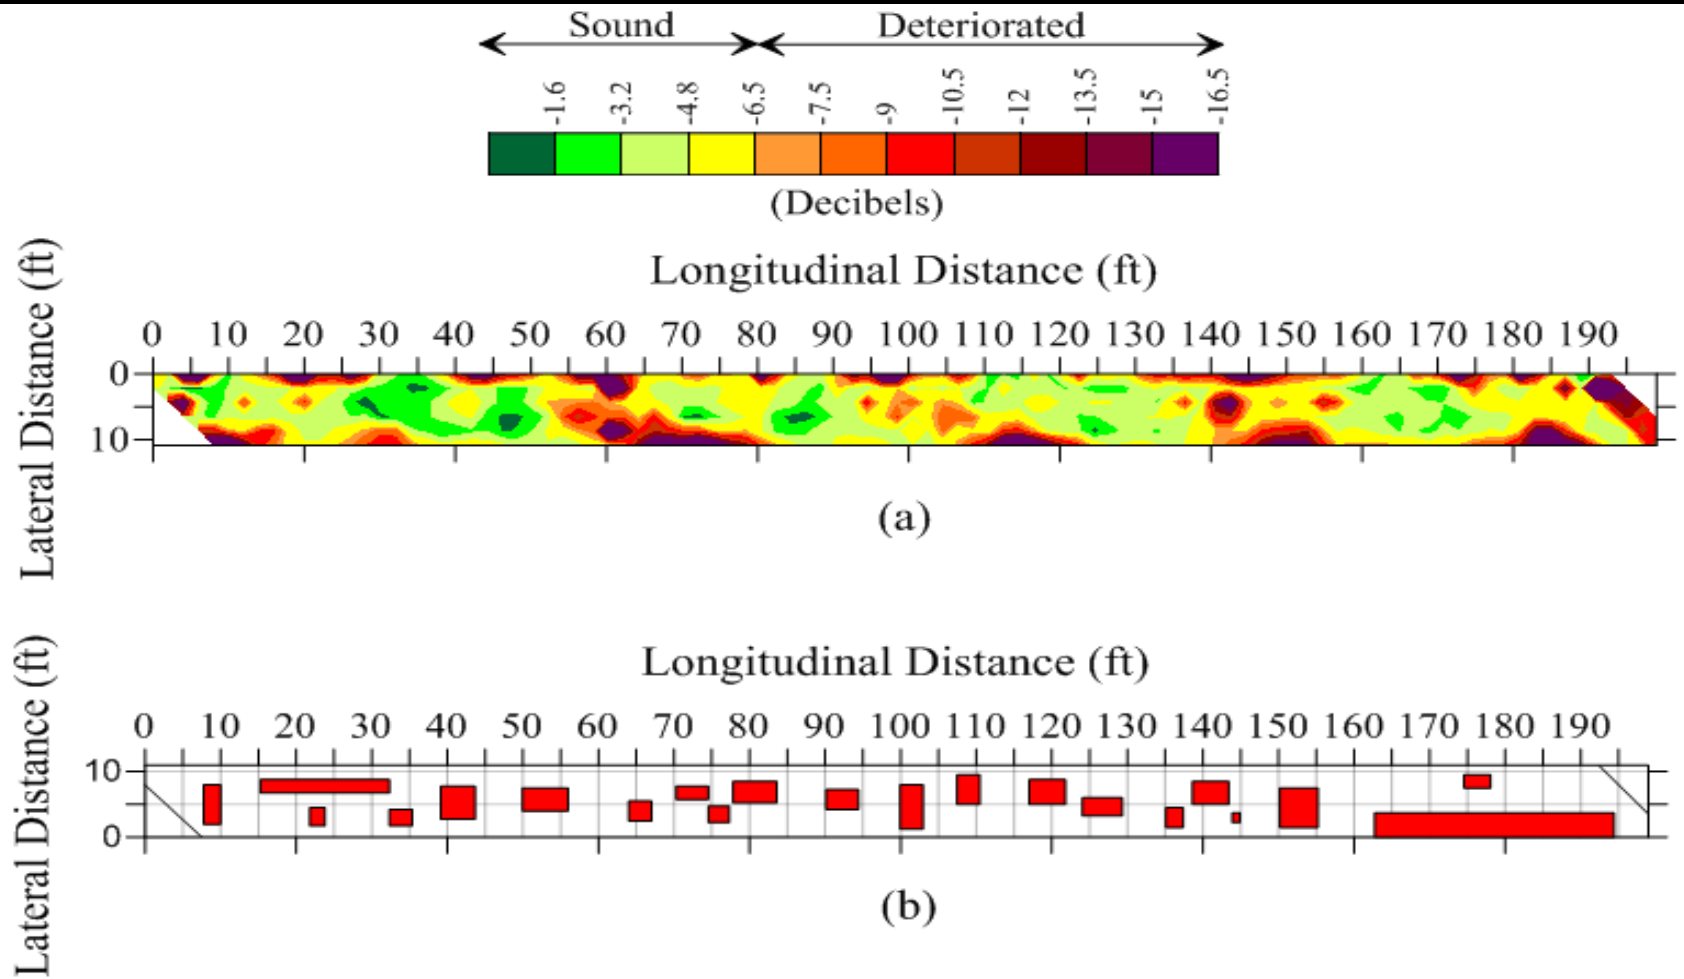 Sound Deteriorated
-1.6 -3.2 -4.8 -6.5 -7.5 -9 -10.5 -12 -13.5 -15 -16.5
(Decibels)
Longitudinal Distance (ft)
0 10 20 30 40 50 60 70 80 90 100 110 120 130 140 150 160 170 180 190
Lateral Distance (ft)
0
10
(a)
Longitudinal Distance (ft)
0 10 20 30 40 50 60 70 80 90 100 110 120 130 140 150 160 170 180 190
Lateral Distance (ft)
10
0
(b)